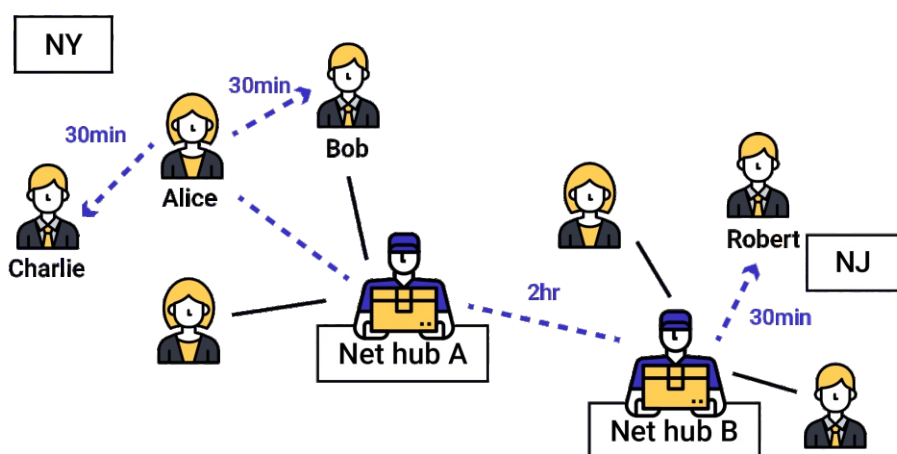 NY
30min
Bob
30min
Alice
Charlie
Robert
NJ
2hr
30min
Net hub A
Net hub B